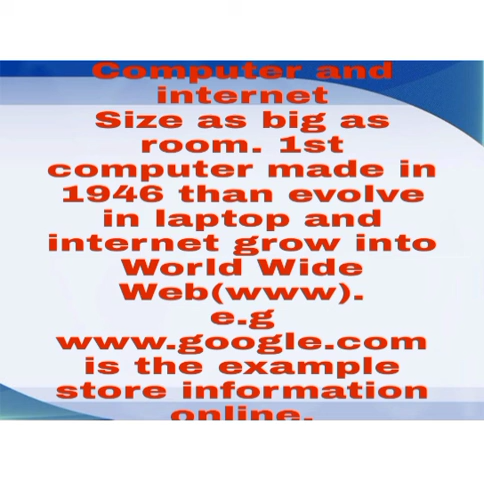 Computer and
internet
Size as big as
room. 1st
computer made in
1946 than evolve
in laptop and
internet grow into
World Wide
Web(www).
e.g
www.google.com
is the example
store information
online.